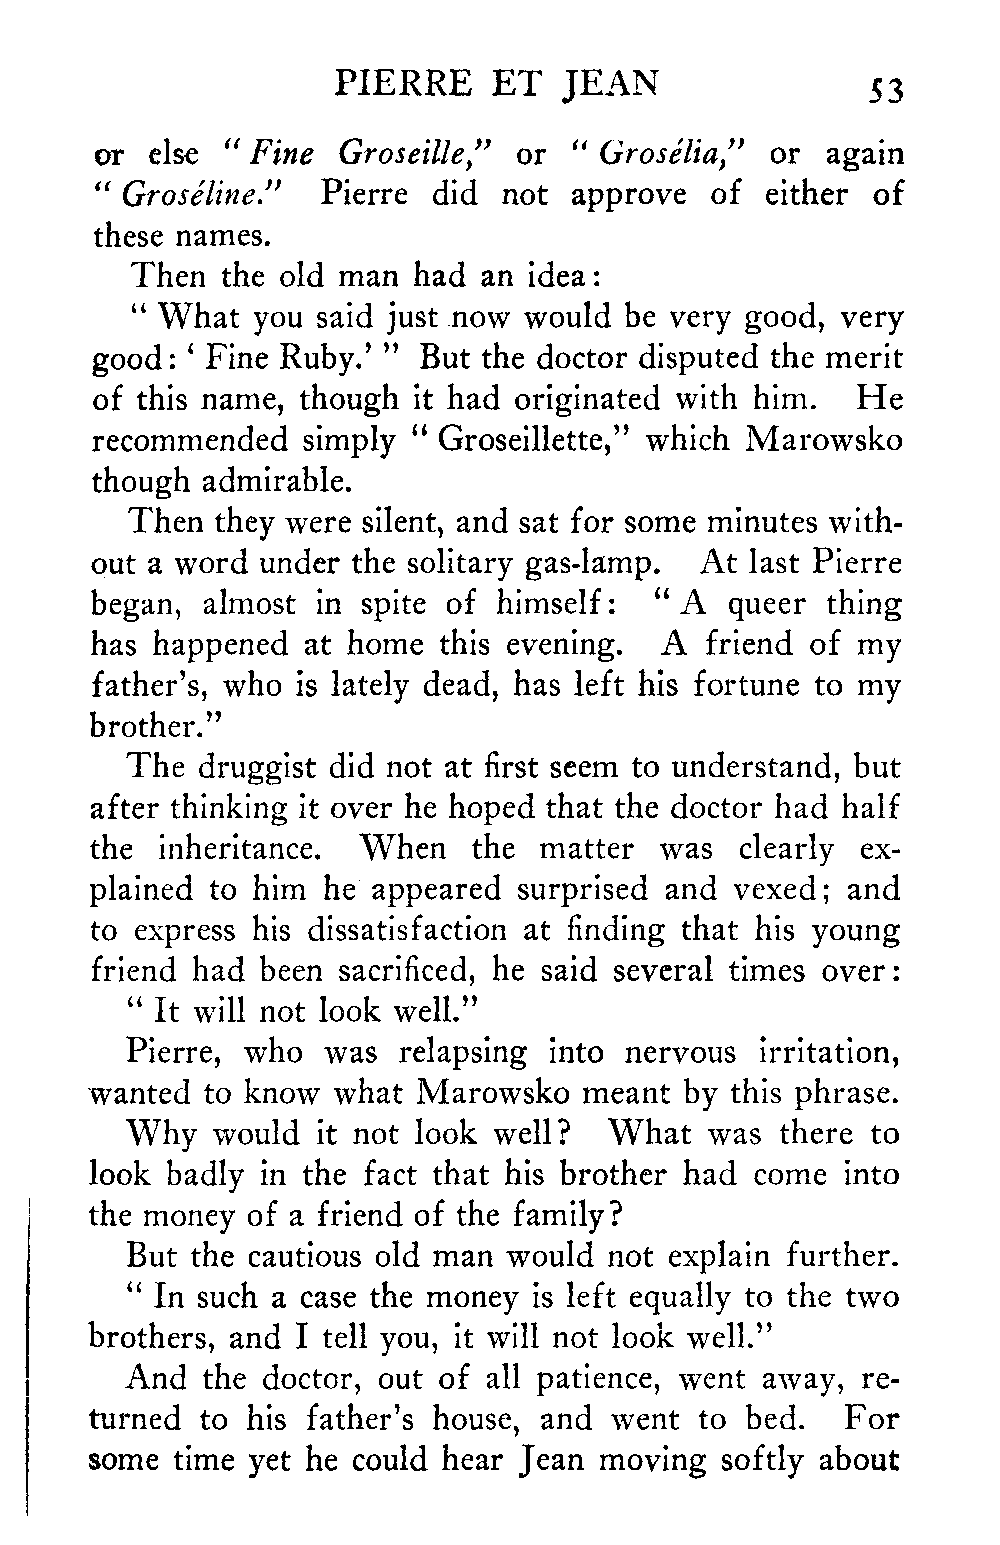 PIERRE ET JEAN 53
or else “ Fine Groseille,” or “ Grosélia,” or again
“ Groséline.” Pierre did not approve of either of
these names.
Then the old man had an idea:
“ What you said just now would be very good, very
good: ‘ Fine Ruby.’ ” But the doctor disputed the merit
of this name, though it had originated with him. He
recommended simply “ Groseillette,” which Marowsko
though admirable.
Then they were silent, and sat for some minutes with-
out a word under the solitary gas-lamp. At last Pierre
began, almost in spite of himself: “ A queer thing
has happened at home this evening. A friend of my
father’s, who is lately dead, has left his fortune to my
brother.”
The druggist did not at first seem to understand, but
after thinking it over he hoped that the doctor had half
the inheritance. When the matter was clearly ex-
plained to him he appeared surprised and vexed; and
to express his dissatisfaction at finding that his young
friend had been sacrificed, he said several times over:
“ It will not look well.”
Pierre, who was relapsing into nervous irritation,
wanted to know what Marowsko meant by this phrase.
Why would it not look well? What was there to
look badly in the fact that his brother had come into
the money of a friend of the family?
But the cautious old man would not explain further.
“ In such a case the money is left equally to the two
brothers, and I tell you, it will not look well.”
And the doctor, out of all patience, went away, re-
turned to his father’s house, and went to bed. For
some time yet he could hear Jean moving softly about